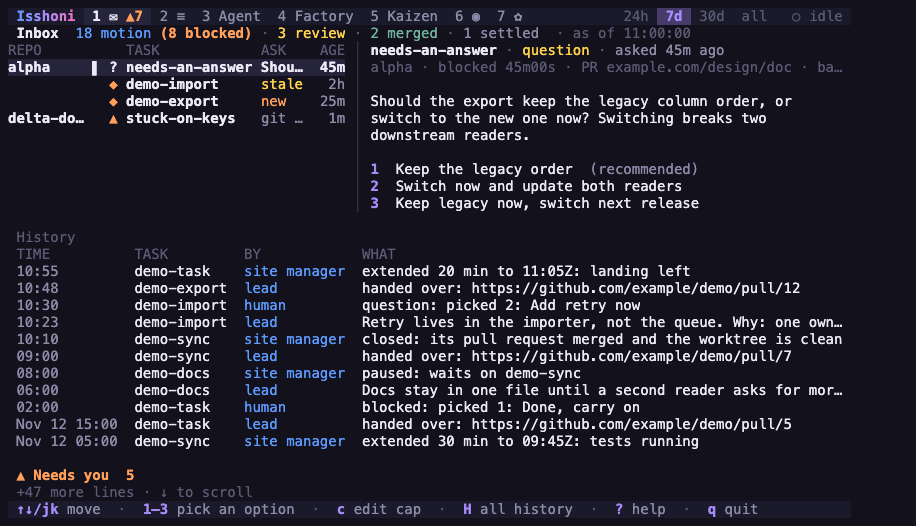 Isshoni 1 ✉ ▲7 2 ≡ 3 Agent 4 Factory 5 Kaizen 6 ◉ 7 ✿ 24h 7d 30d all ○ idle
Inbox 18 motion (8 blocked) · 3 review · 2 merged · 1 settled · as of 11:00:00
REPO TASK ASK AGE
alpha ? needs-an-answer Shou… 45m
◆ demo-import stale 2h
◆ demo-export new 25m
delta-do… ▲ stuck-on-keys git … 1m
needs-an-answer · question · asked 45m ago
alpha · blocked 45m00s · PR example.com/design/doc · ba…
Should the export keep the legacy column order, or
switch to the new one now? Switching breaks two
downstream readers.
1 Keep the legacy order (recommended)
2 Switch now and update both readers
3 Keep legacy now, switch next release
History
TIME TASK BY WHAT
10:55 demo-task site manager extended 20 min to 11:05Z: landing left
10:48 demo-export lead handed over: https://github.com/example/demo/pull/12
10:30 demo-import human question: picked 2: Add retry now
10:23 demo-import lead Retry lives in the importer, not the queue. Why: one own…
10:10 demo-sync site manager closed: its pull request merged and the worktree is clean
09:00 demo-sync lead handed over: https://github.com/example/demo/pull/7
08:00 demo-docs site manager paused: waits on demo-sync
06:00 demo-docs lead Docs stay in one file until a second reader asks for mor…
02:00 demo-task human blocked: picked 1: Done, carry on
Nov 12 15:00 demo-task lead handed over: https://github.com/example/demo/pull/5
Nov 12 05:00 demo-sync site manager extended 30 min to 09:45Z: tests running
▲ Needs you 5
+47 more lines · ↓ to scroll
↑↓/jk move · 1–3 pick an option · c edit cap · H all history · ? help · q quit